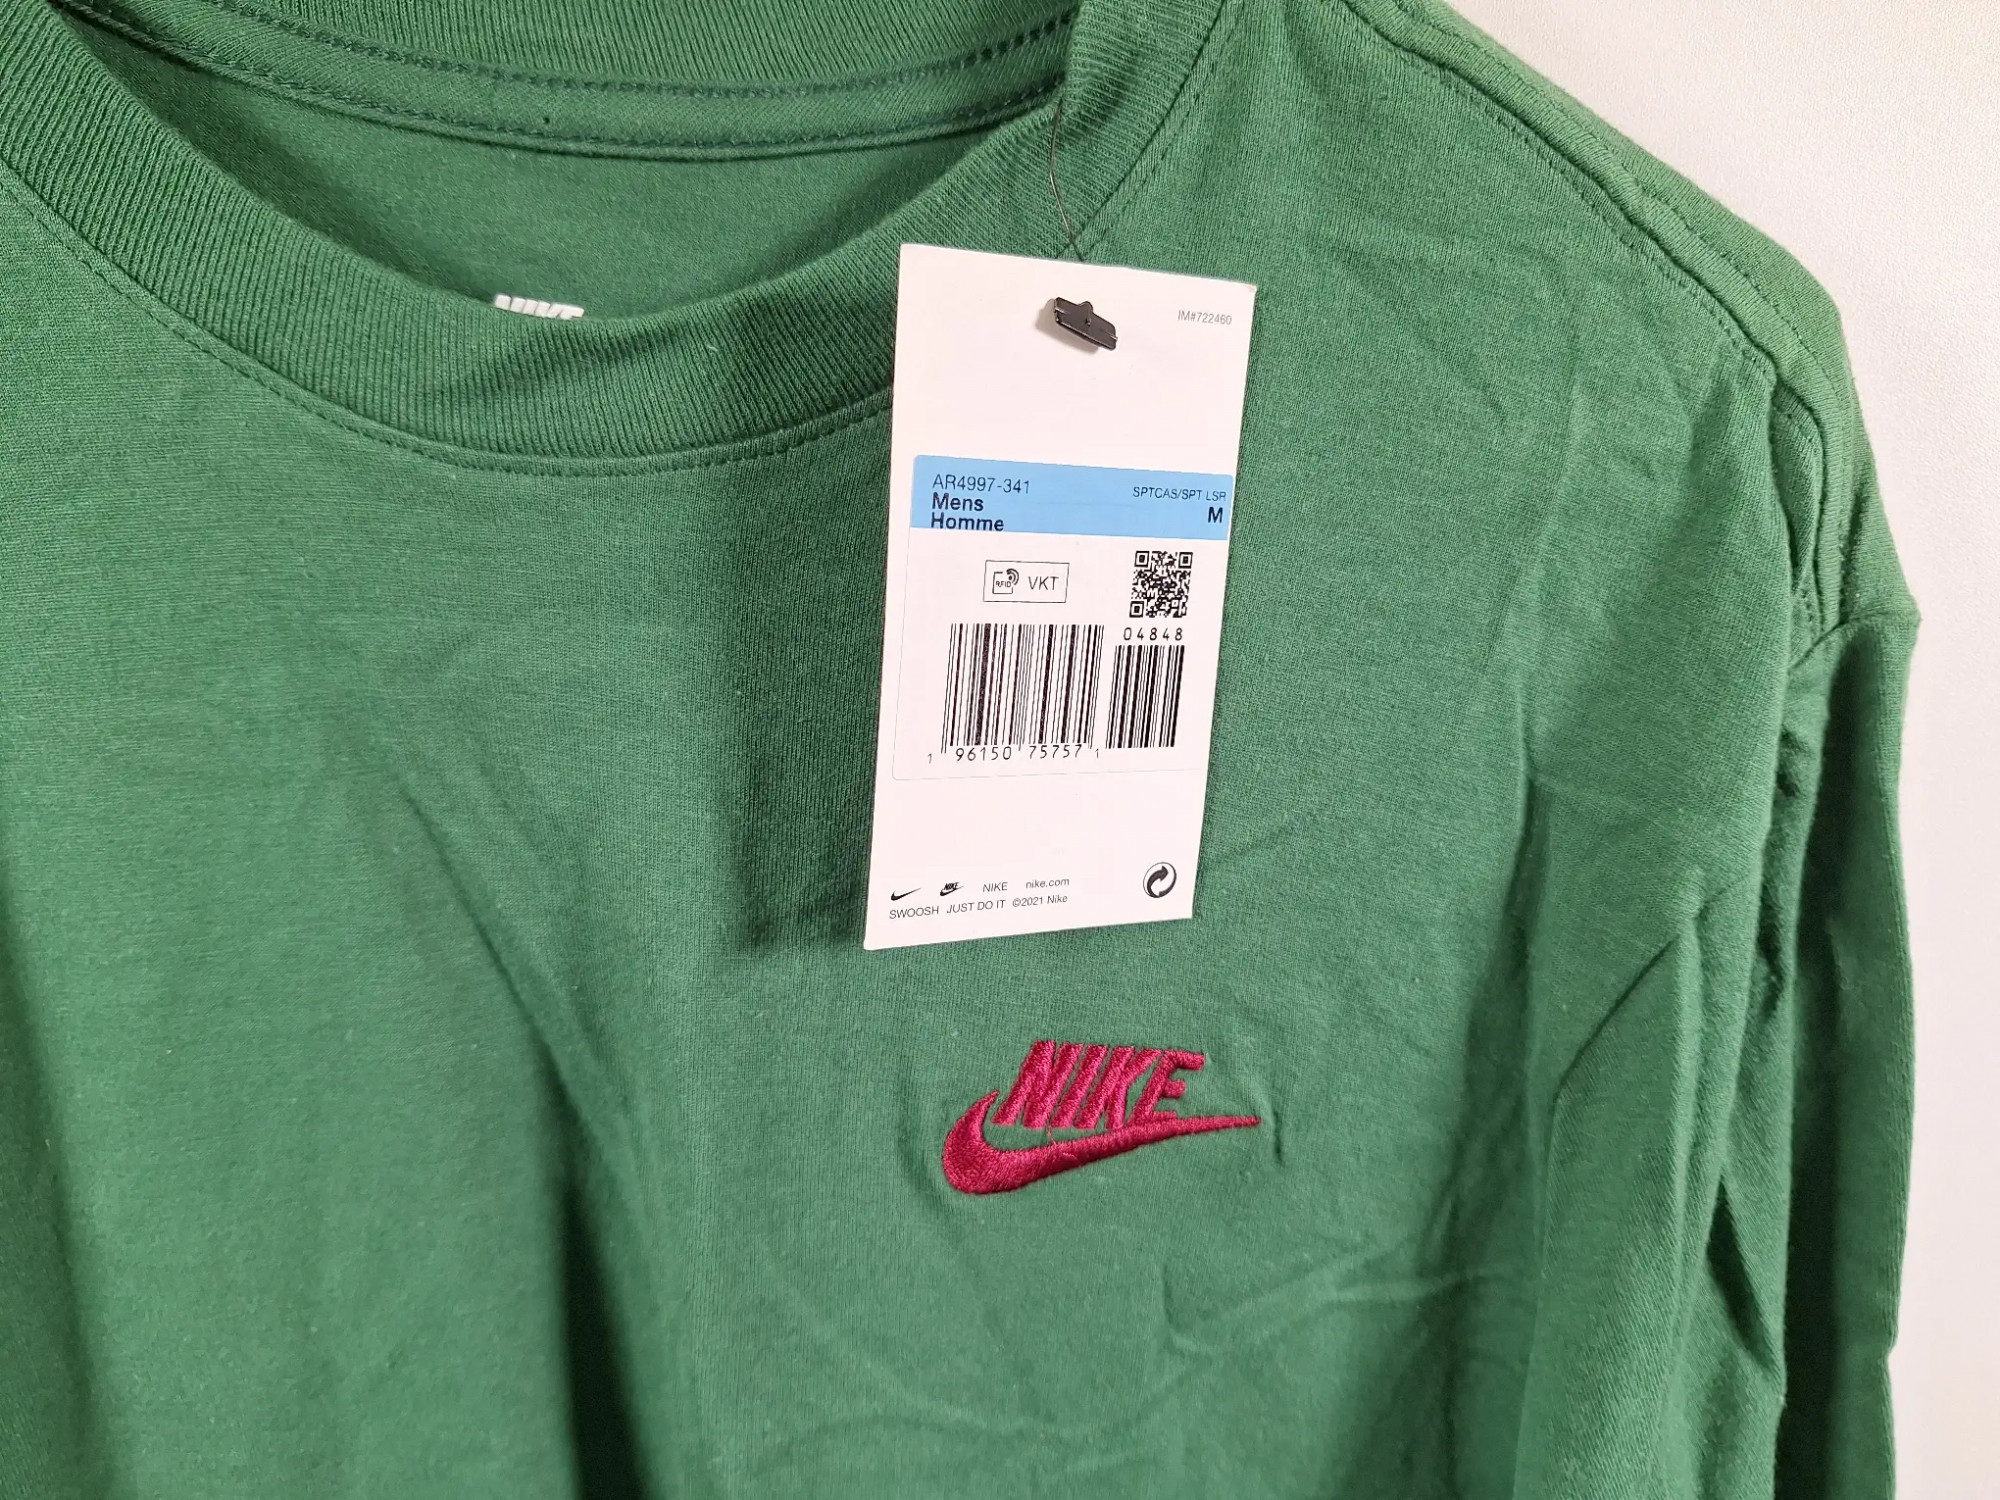 NIKE
IM#722460
AR4997-341
SPTCAS/SPT LSR
Mens
M
Homme
RFID VKT
04848
1 96150 75757 1
NIKE NIKE nike.com
SWOOSH JUST DO IT ©2021 Nike
NIKE